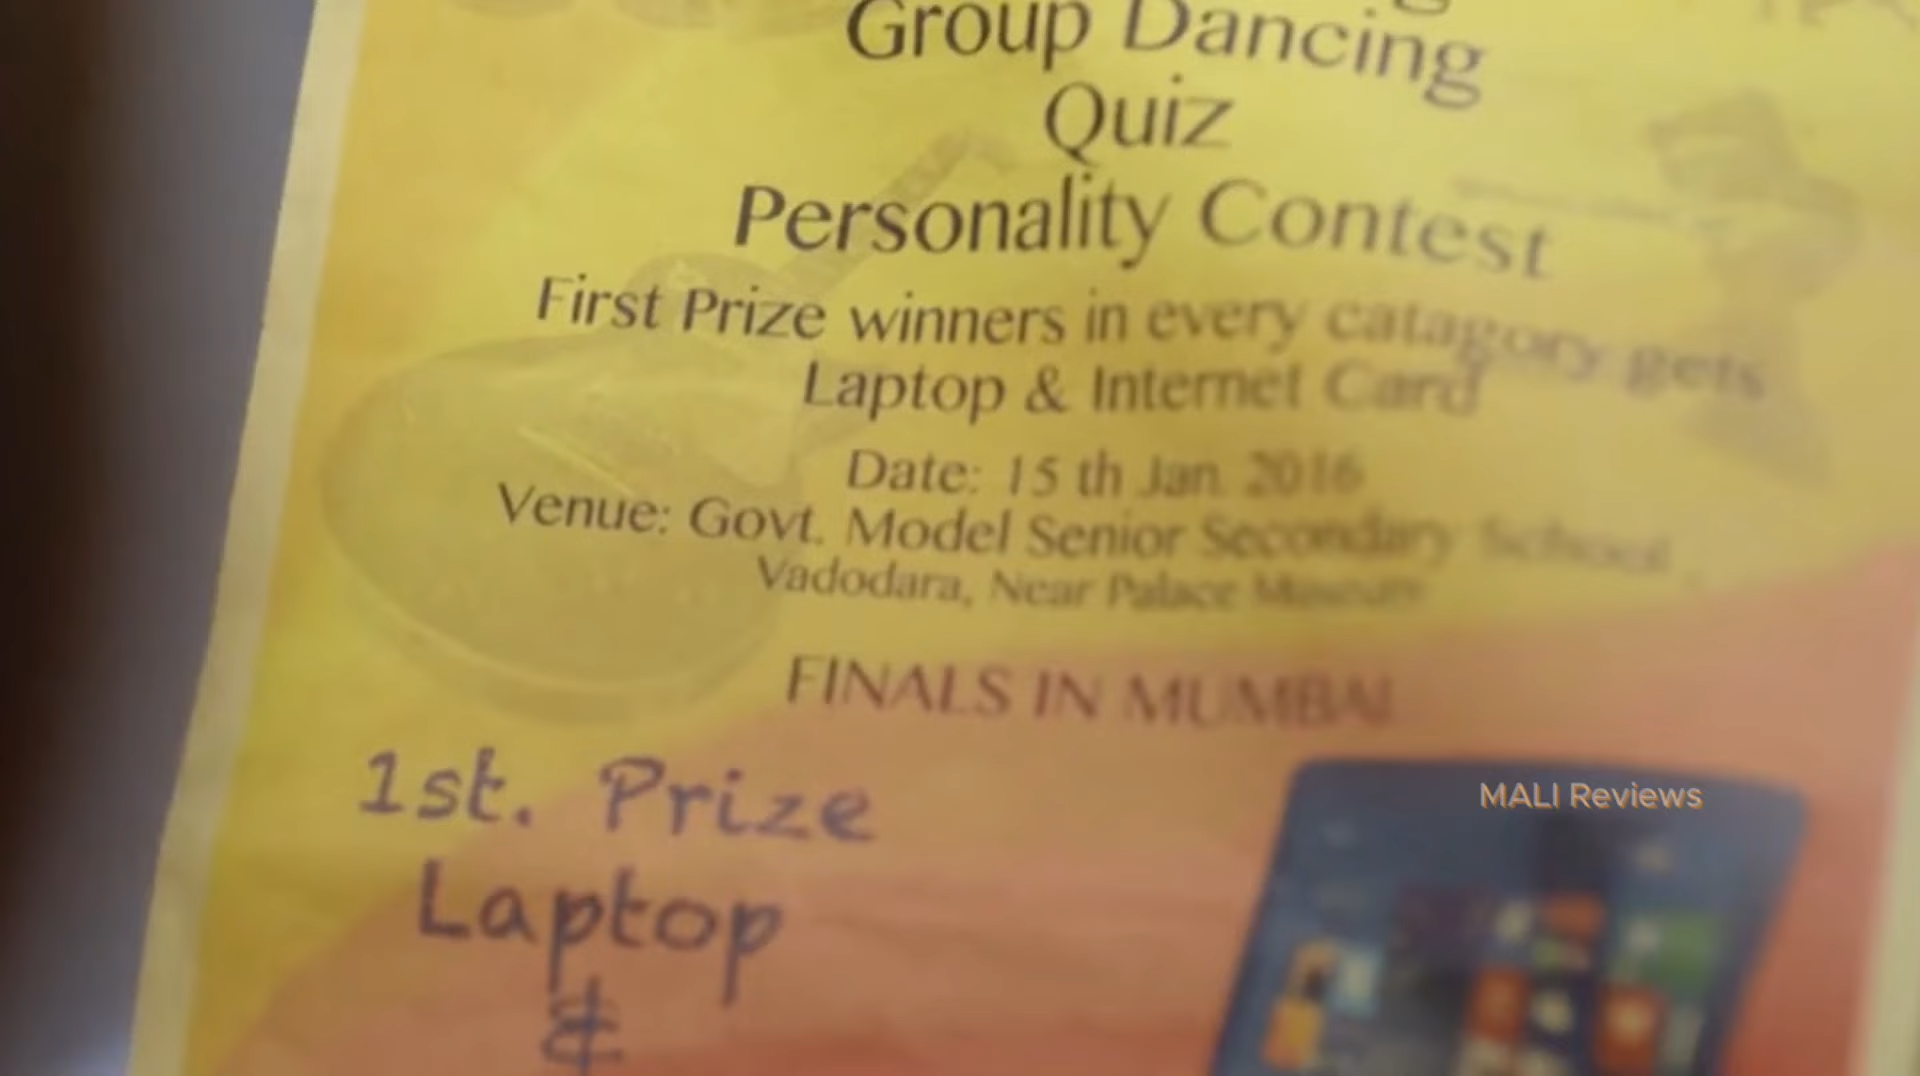 Group Dancing
Quiz
Personality Contest
First Prize winners in every catagory gets
Laptop & Internet Card
Date: 15 th Jan. 2016
Venue: Govt. Model Senior Secondary School ,
Vadodara, Near Palace Museum
FINALS IN MUMBAI
1st. Prize
MALI Reviews
Laptop
&